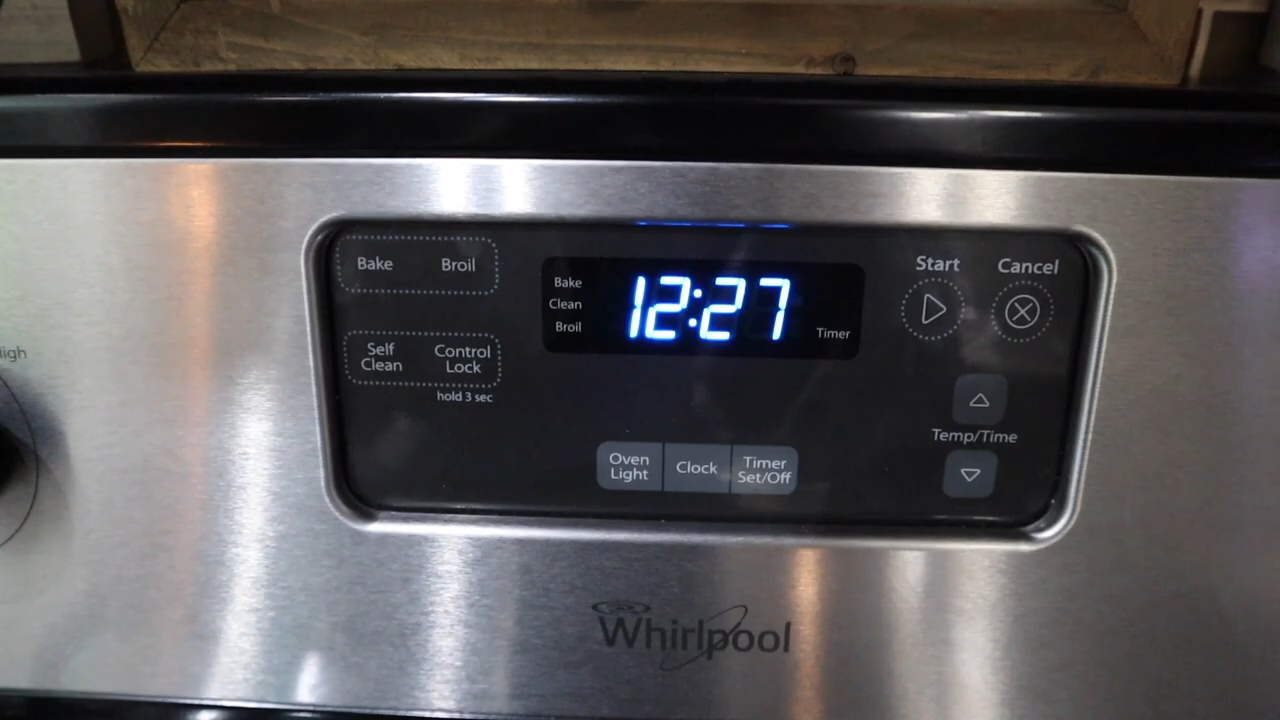 Bake Broil
Self Clean
Control Lock
hold 3 sec
Bake
Clean
Broil
12:27
Timer
Start
Cancel
Temp/Time
Oven Light
Clock
Timer Set/Off
Whirlpool